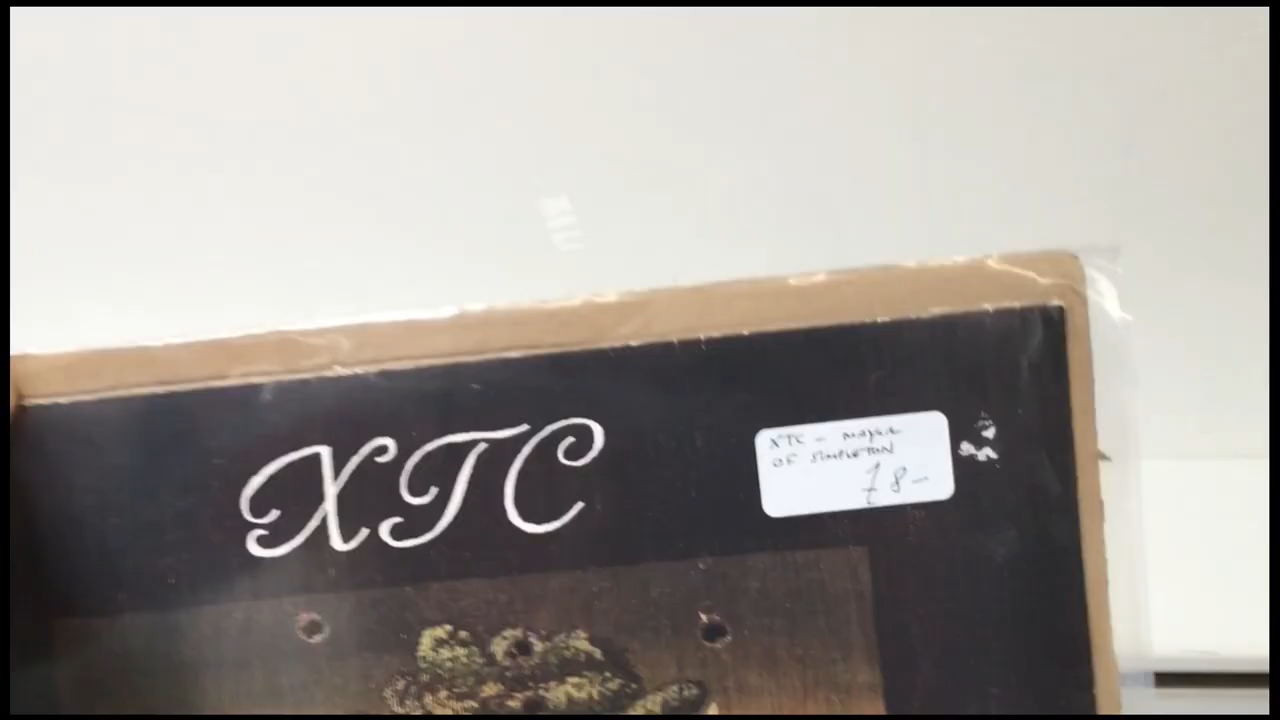 XTC
XTC - MAYOR
OF SIMPLETON
£8-